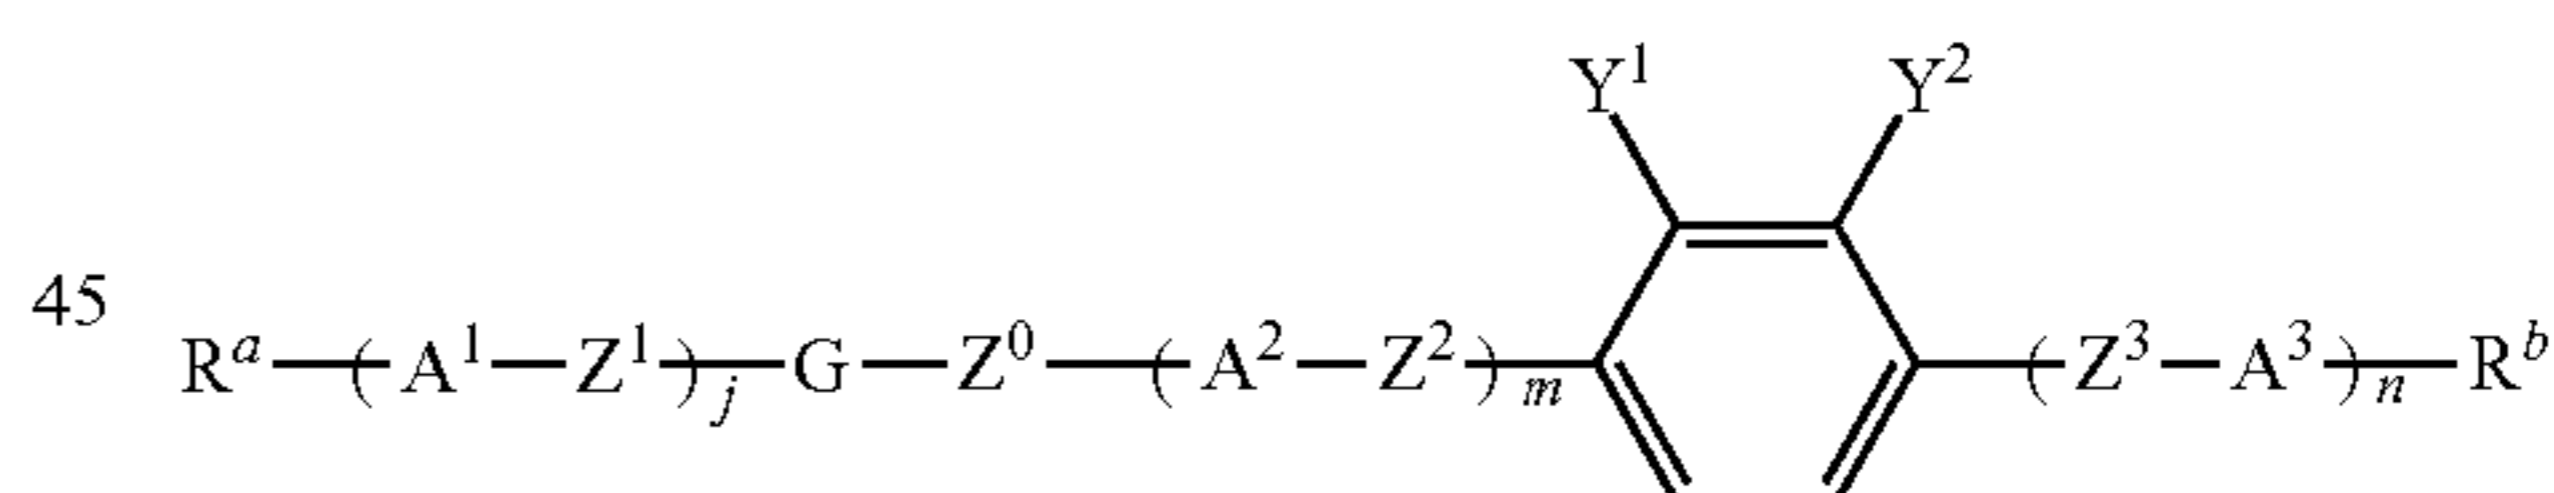 Y¹ Y²
45
Rᵃ—(A¹—Z¹)ⱼ—G—Z⁰—(A²—Z²)ₘ (Z³—A³)ₙ—Rᵇ